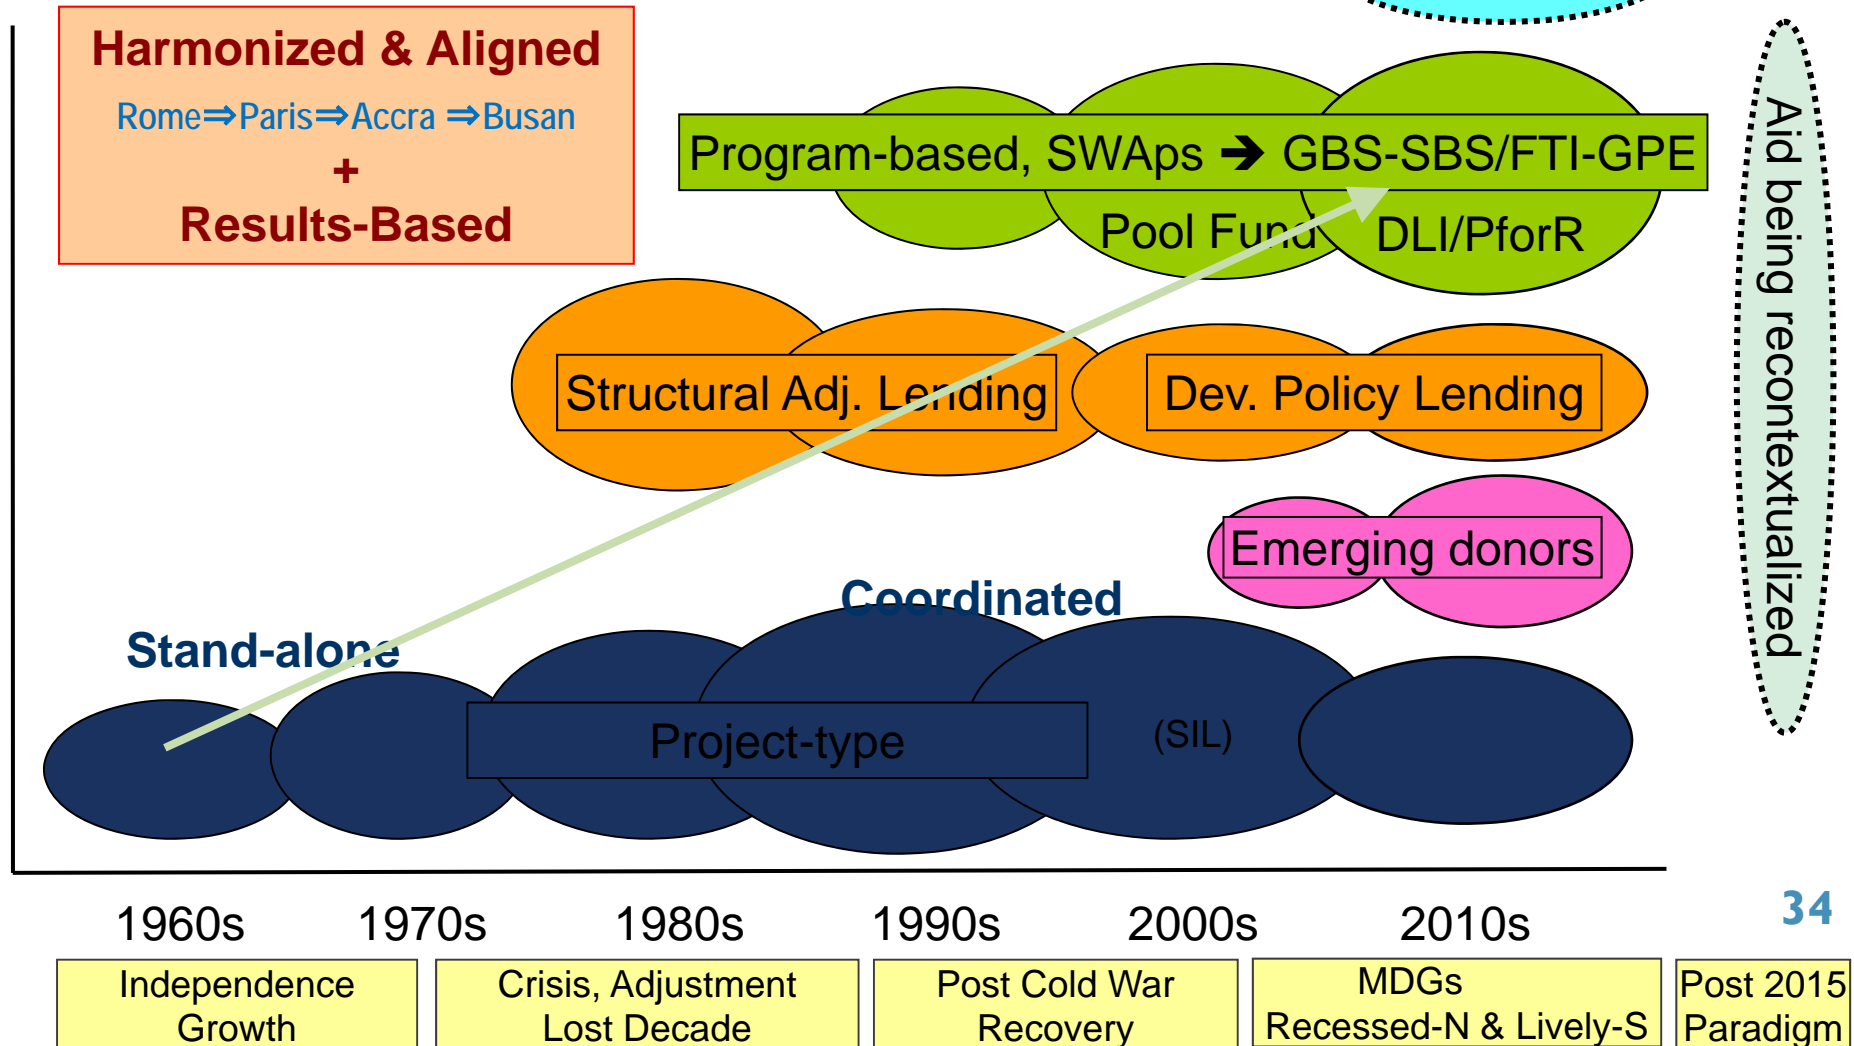 Harmonized & Aligned
Rome⇒Paris⇒Accra ⇒Busan
+
Results-Based
Program-based, SWAps ➔ GBS-SBS/FTI-GPE
Pool Fund
DLI/PforR
Structural Adj. Lending
Dev. Policy Lending
Emerging donors
Coordinated
Stand-alone
Project-type
(SIL)
Aid being recontextualized
34
1960s
1970s
1980s
1990s
2000s
2010s
Independence
Growth
Crisis, Adjustment
Lost Decade
Post Cold War
Recovery
MDGs
Recessed-N & Lively-S
Post 2015
Paradigm